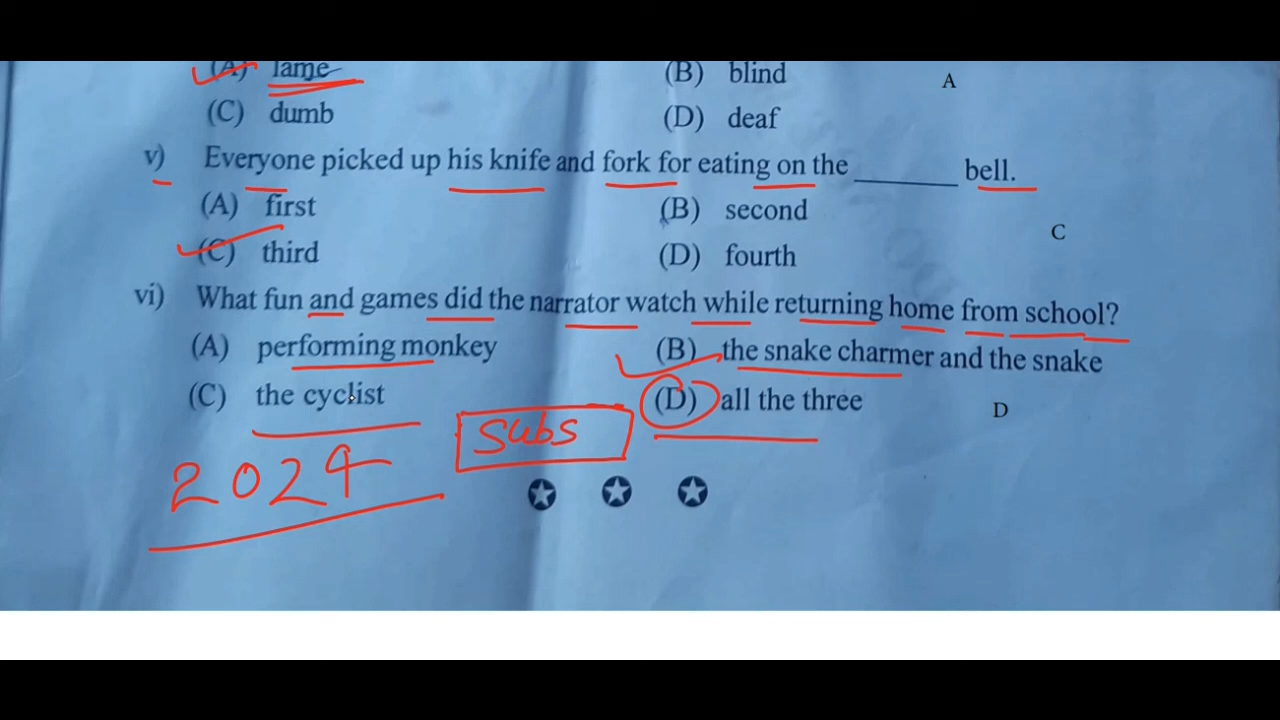 (A) lame (B) blind A
(C) dumb (D) deaf
v) Everyone picked up his knife and fork for eating on the ______ bell.
(A) first (B) second
C
(C) third (D) fourth
vi) What fun and games did the narrator watch while returning home from school?
(A) performing monkey (B) the snake charmer and the snake
(C) the cyclist (D) all the three D
subs
2024